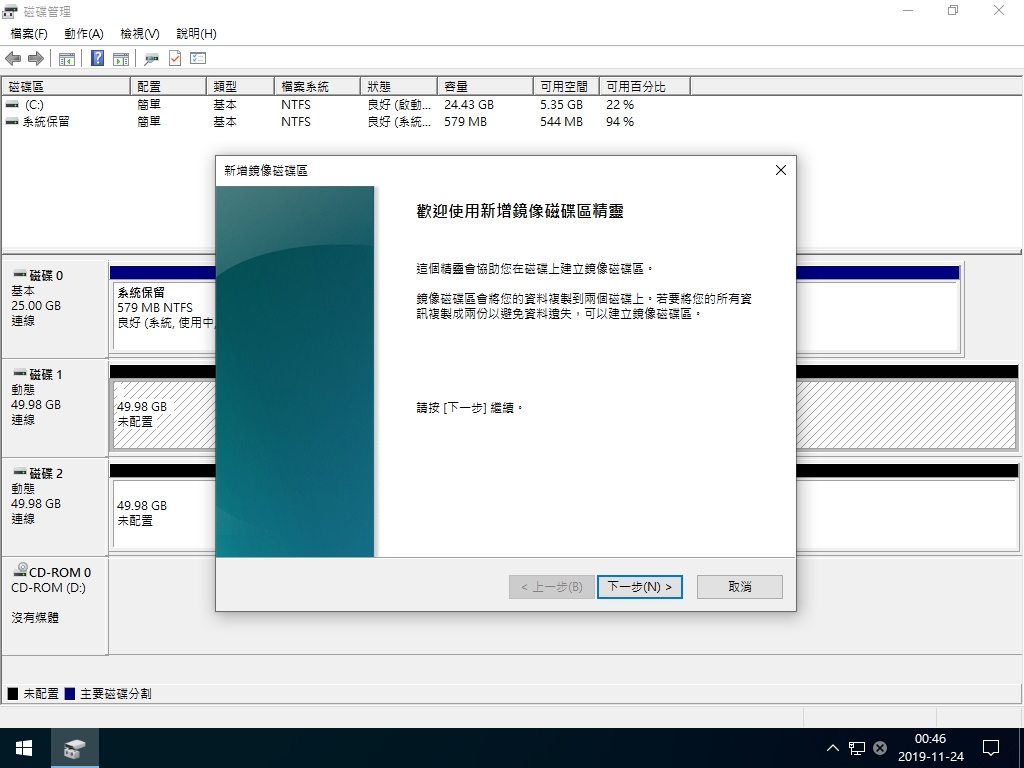 磁碟管理
檔案(F) 動作(A) 檢視(V) 說明(H)
磁碟區 配置 類型 檔案系統 狀態 容量 可用空間 可用百分比
(C:) 簡單 基本 NTFS 良好 (啟動... 24.43 GB 5.35 GB 22 %
系統保留 簡單 基本 NTFS 良好 (系統... 579 MB 544 MB 94 %
新增鏡像磁碟區
歡迎使用新增鏡像磁碟區精靈
這個精靈會協助您在磁碟上建立鏡像磁碟區。
鏡像磁碟區會將您的資料複製到兩個磁碟上。若要將您的所有資
訊複製成兩份以避免資料遺失，可以建立鏡像磁碟區。
請按 [下一步] 繼續。
< 上一步(B) 下一步(N) > 取消
磁碟 0
基本
25.00 GB
連線
系統保留
579 MB NTFS
良好 (系統, 使用中,
磁碟 1
動態
49.98 GB
連線
49.98 GB
未配置
磁碟 2
動態
49.98 GB
連線
49.98 GB
未配置
CD-ROM 0
CD-ROM (D:)
沒有媒體
未配置 主要磁碟分割
00:46
2019-11-24